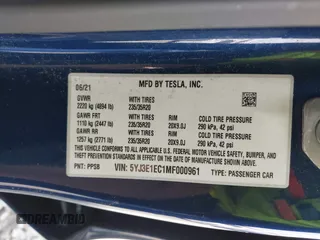 MFD BY TESLA, INC.
06/21
GVWR WITH TIRES
2220 kg (4894 lb) 235/35R20
GAWR FRT WITH TIRES RIM COLD TIRE PRESSURE
1110 kg (2447 lb) 235/35R20 20X9.0J 290 kPa, 42 psi
GAWR RR WITH TIRES RIM COLD TIRE PRESSURE
1257 kg (2771 lb) 235/35R20 20X9.0J 290 kPa, 42 psi
THIS VEHICLE CONFORMS TO ALL APPLICABLE FEDERAL MOTOR VEHICLE
SAFETY, BUMPER AND THEFT PREVENTION STANDARDS IN EFFECT ON THE
DATE OF MANUFACTURE SHOWN ABOVE.
VIN: 5YJ3E1EC1MF000961
PNT: PPSB TYPE: PASSENGER CAR
© IDREAMBID